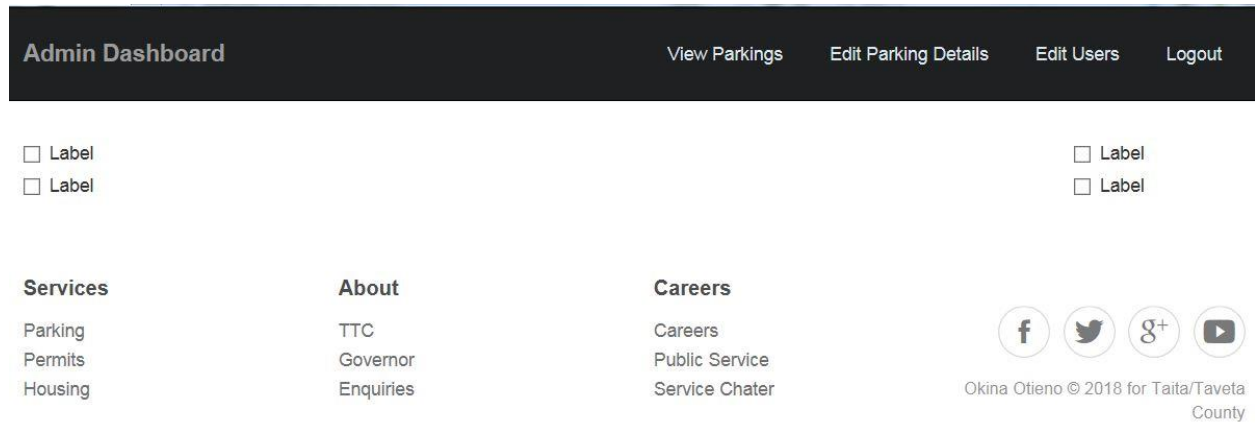 Admin Dashboard View Parkings Edit Parking Details Edit Users Logout
Label Label
Label Label
Services About Careers
Parking TTC Careers
Permits Governor Public Service
Housing Enquiries Service Chater
f g+
Okina Otieno © 2018 for Taita/Taveta
County